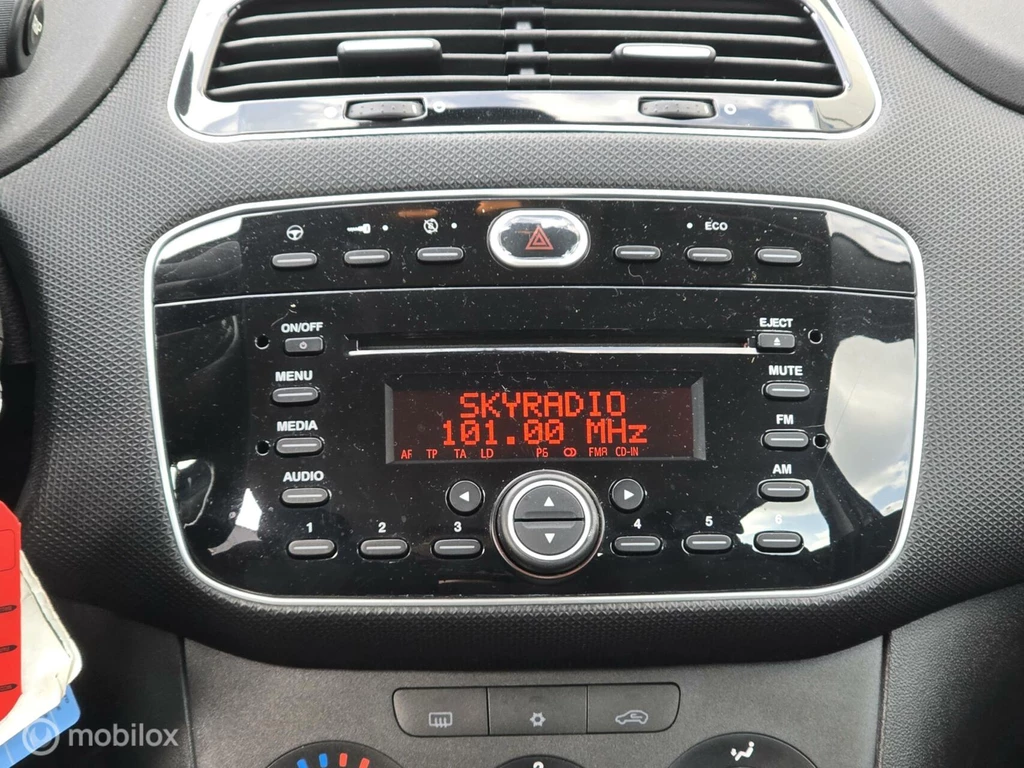 ECO
ON/OFF
EJECT
MENU
MUTE
SKYRADIO
101.00 MHz
MEDIA
FM
AF TP TA LD P6 FMA CD-IN
AUDIO
AM
1 2 3 4 5 6
mobilox